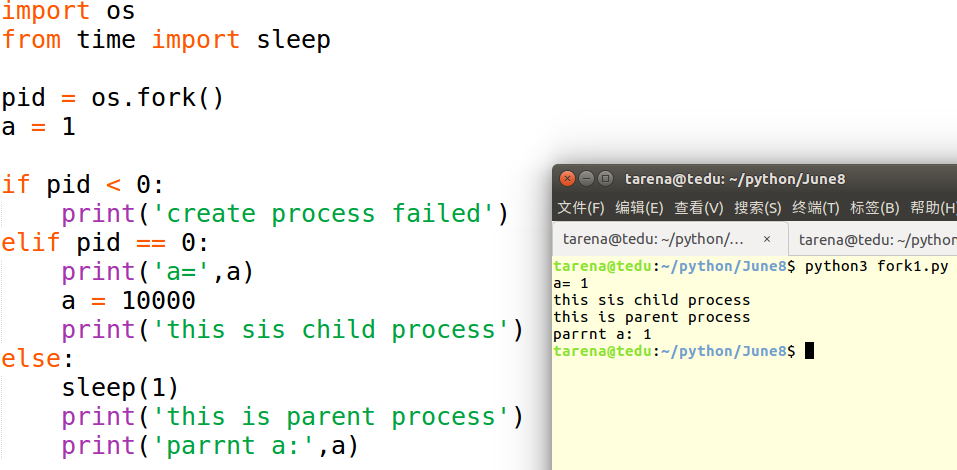 import os
from time import sleep
pid = os.fork()
a = 1
if pid < 0:
print('create process failed')
elif pid == 0:
print('a=',a)
a = 10000
print('this sis child process')
else:
sleep(1)
print('this is parent process')
print('parrnt a:',a)
tarena@tedu: ~/python/June8
文件(F) 编辑(E) 查看(V) 搜索(S) 终端(T) 标签(B) 帮助(H
tarena@tedu: ~/python/... × tarena@tedu: ~/python
tarena@tedu:~/python/June8$ python3 fork1.py
a= 1
this sis child process
this is parent process
parrnt a: 1
tarena@tedu:~/python/June8$